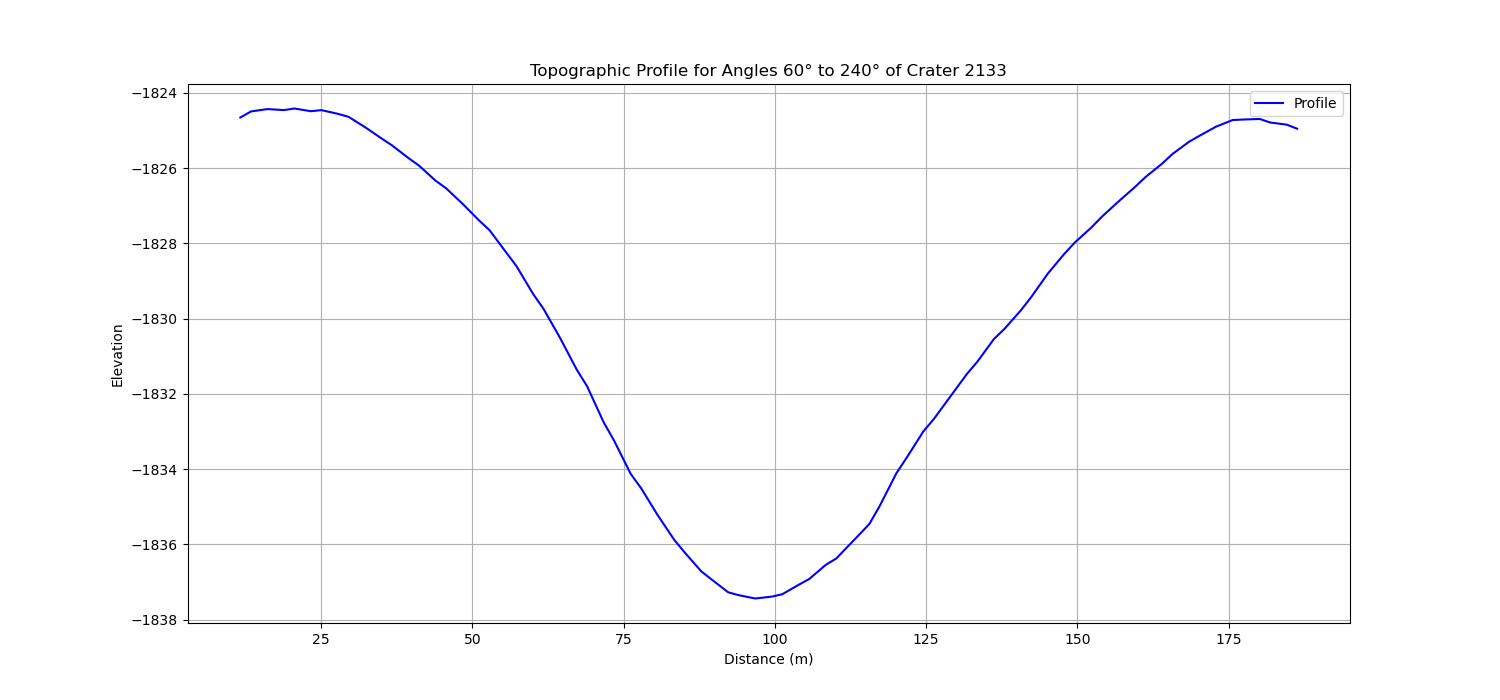 Topographic Profile for Angles 60° to 240° of Crater 2133
Profile
Elevation
−1824
−1826
−1828
−1830
−1832
−1834
−1836
−1838
25 50 75 100 125 150 175
Distance (m)